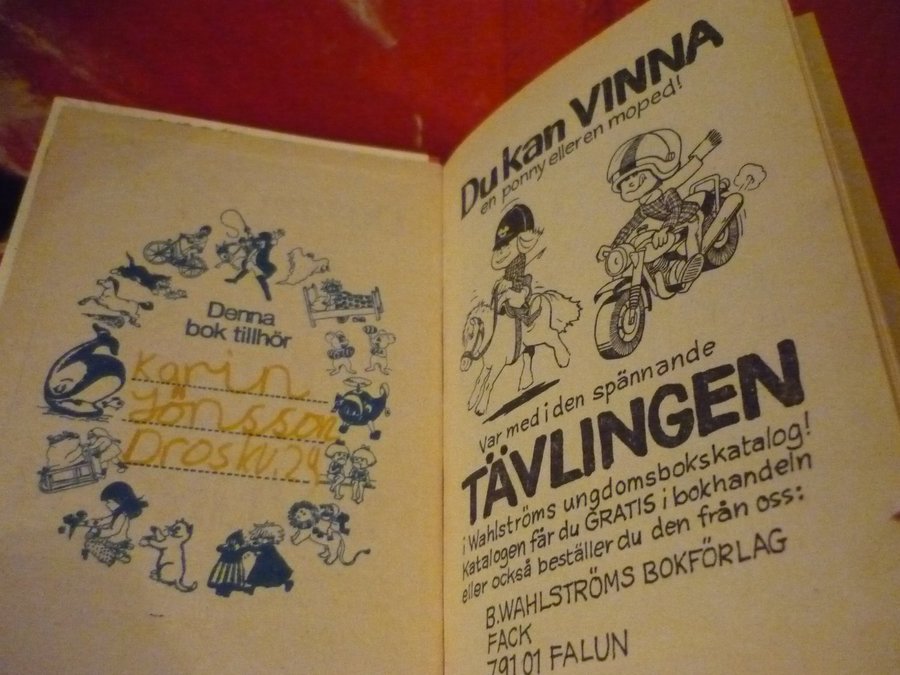 Denna
bok tillhör
Karin
Jönsson
Droskv. 29
Du kan VINNA
en ponny eller en moped!
Var med i den spännande
TÄVLINGEN
i Wahlströms ungdomsbokskatalog!
Katalogen får du GRATIS i bokhandeln
eller också beställer du den från oss:
B. WAHLSTRÖMS BOKFÖRLAG
FACK
791 01 FALUN